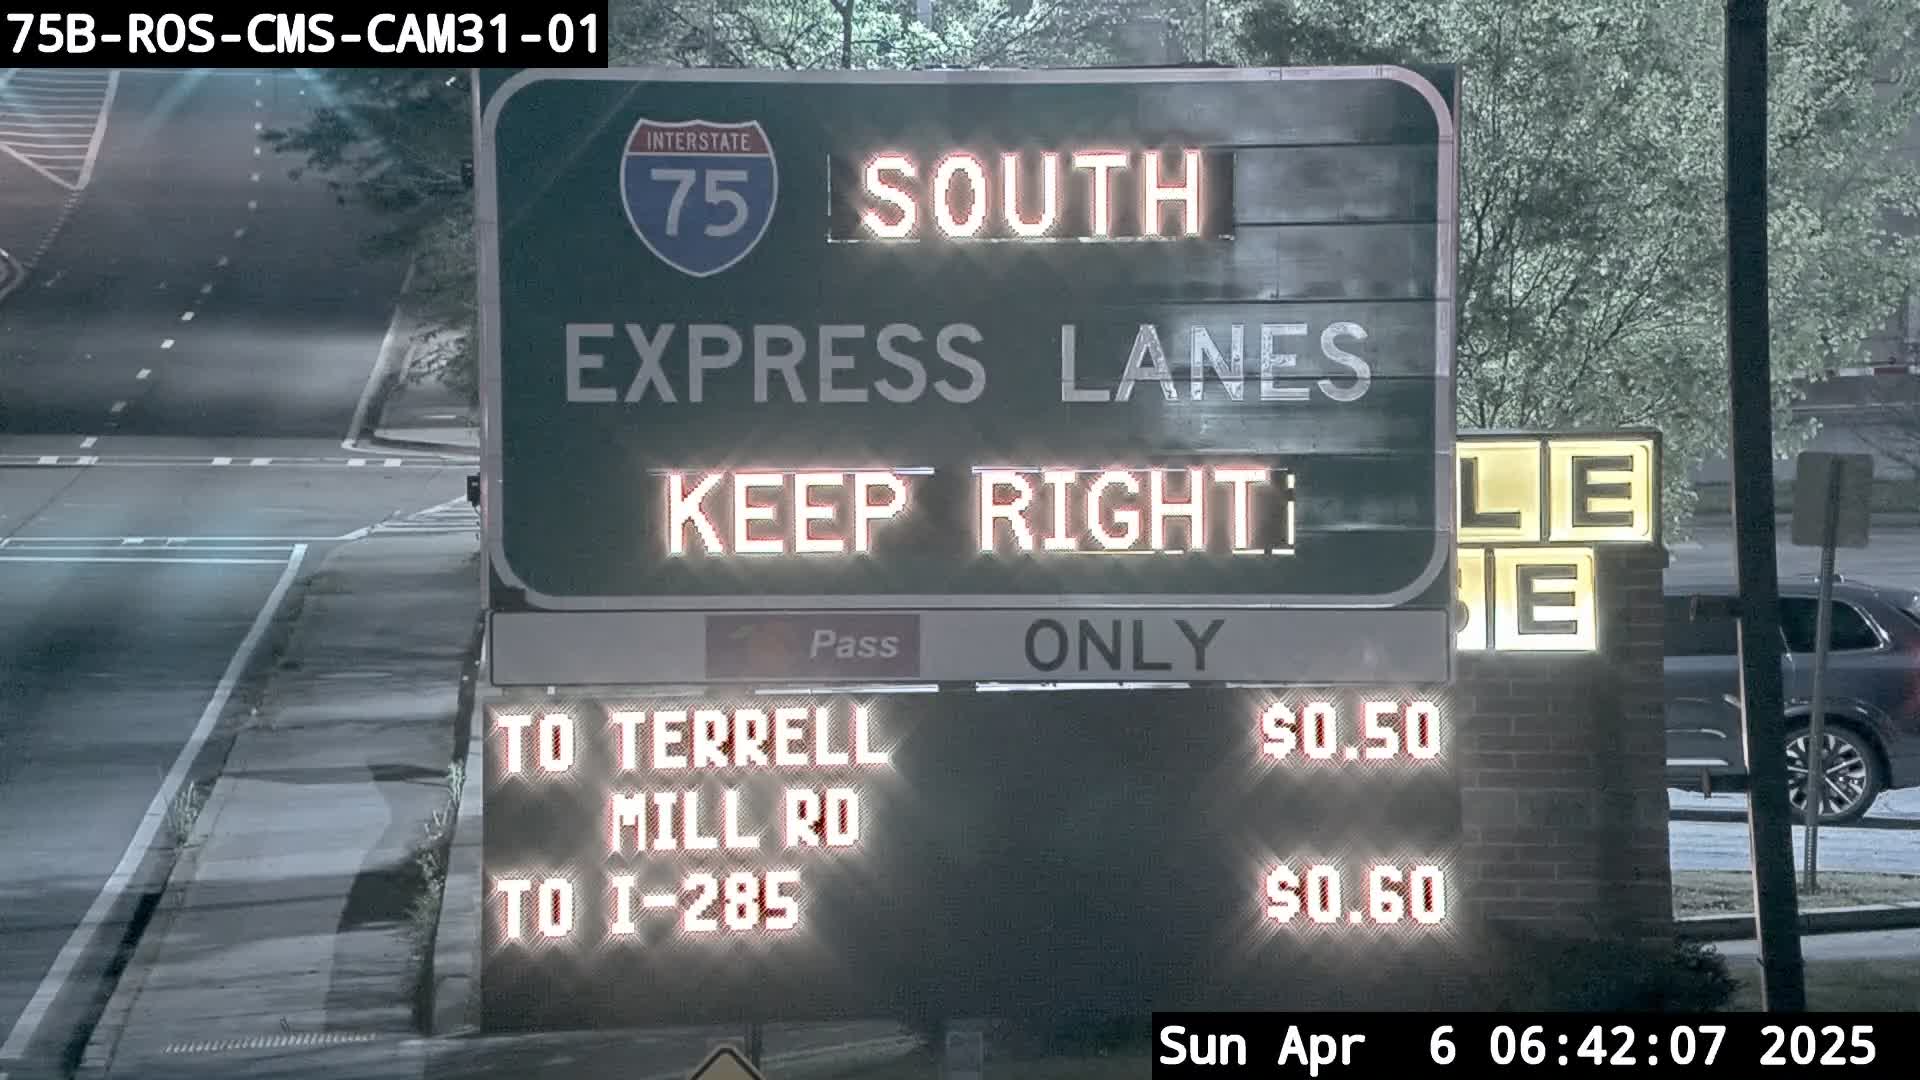 75B-ROS-CMS-CAM31-01
INTERSTATE
75
SOUTH
EXPRESS LANES
KEEP RIGHT
Pass ONLY
TO TERRELL $0.50
MILL RD
TO I-285 $0.60
LE
E
Sun Apr 6 06:42:07 2025